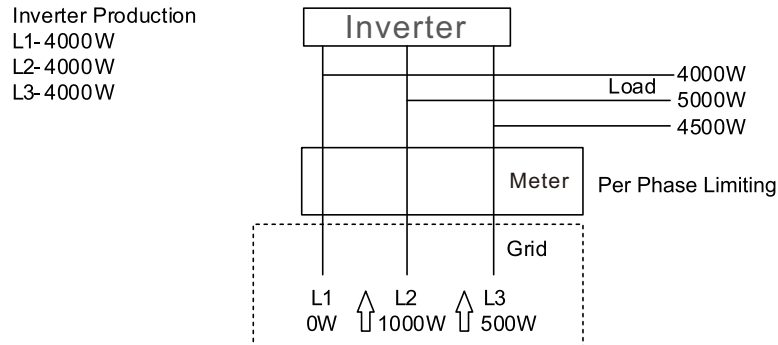 Inverter Production
L1-4000W
L2-4000W
L3-4000W
Inverter
4000W
Load
5000W
4500W
Meter
Per Phase Limiting
Grid
L1 L2 L3
0W 1000W 500W